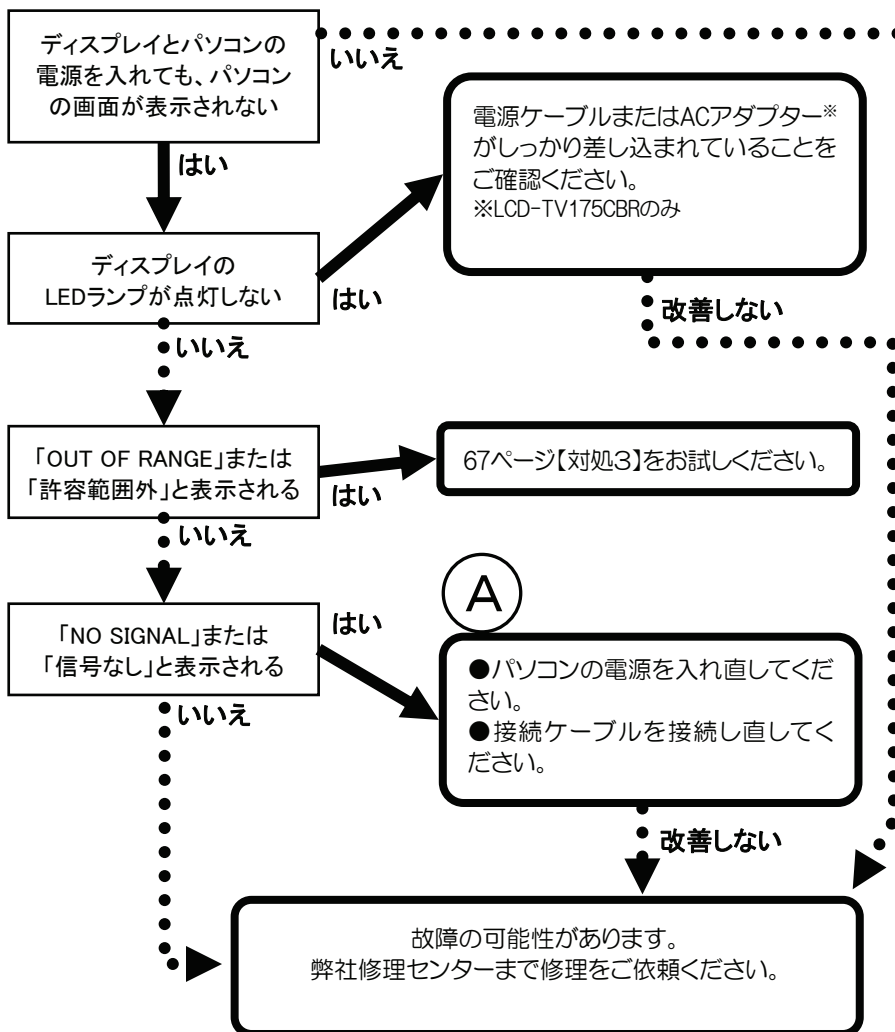 ディスプレイとパソコンの
電源を入れても、パソコン
の画面が表示されない
いいえ
はい
電源ケーブルまたはACアダプター※
がしっかり差し込まれていることを
ご確認ください。
※LCD-TV175CBRのみ
ディスプレイの
LEDランプが点灯しない
はい
改善しない
いいえ
「OUT OF RANGE」または
「許容範囲外」と表示される
はい
67ページ【対処3】をお試しください。
いいえ
「NO SIGNAL」または
「信号なし」と表示される
はい
A
●パソコンの電源を入れ直してくだ
さい。
●接続ケーブルを接続し直してく
ださい。
いいえ
改善しない
故障の可能性があります。
弊社修理センターまで修理をご依頼ください。